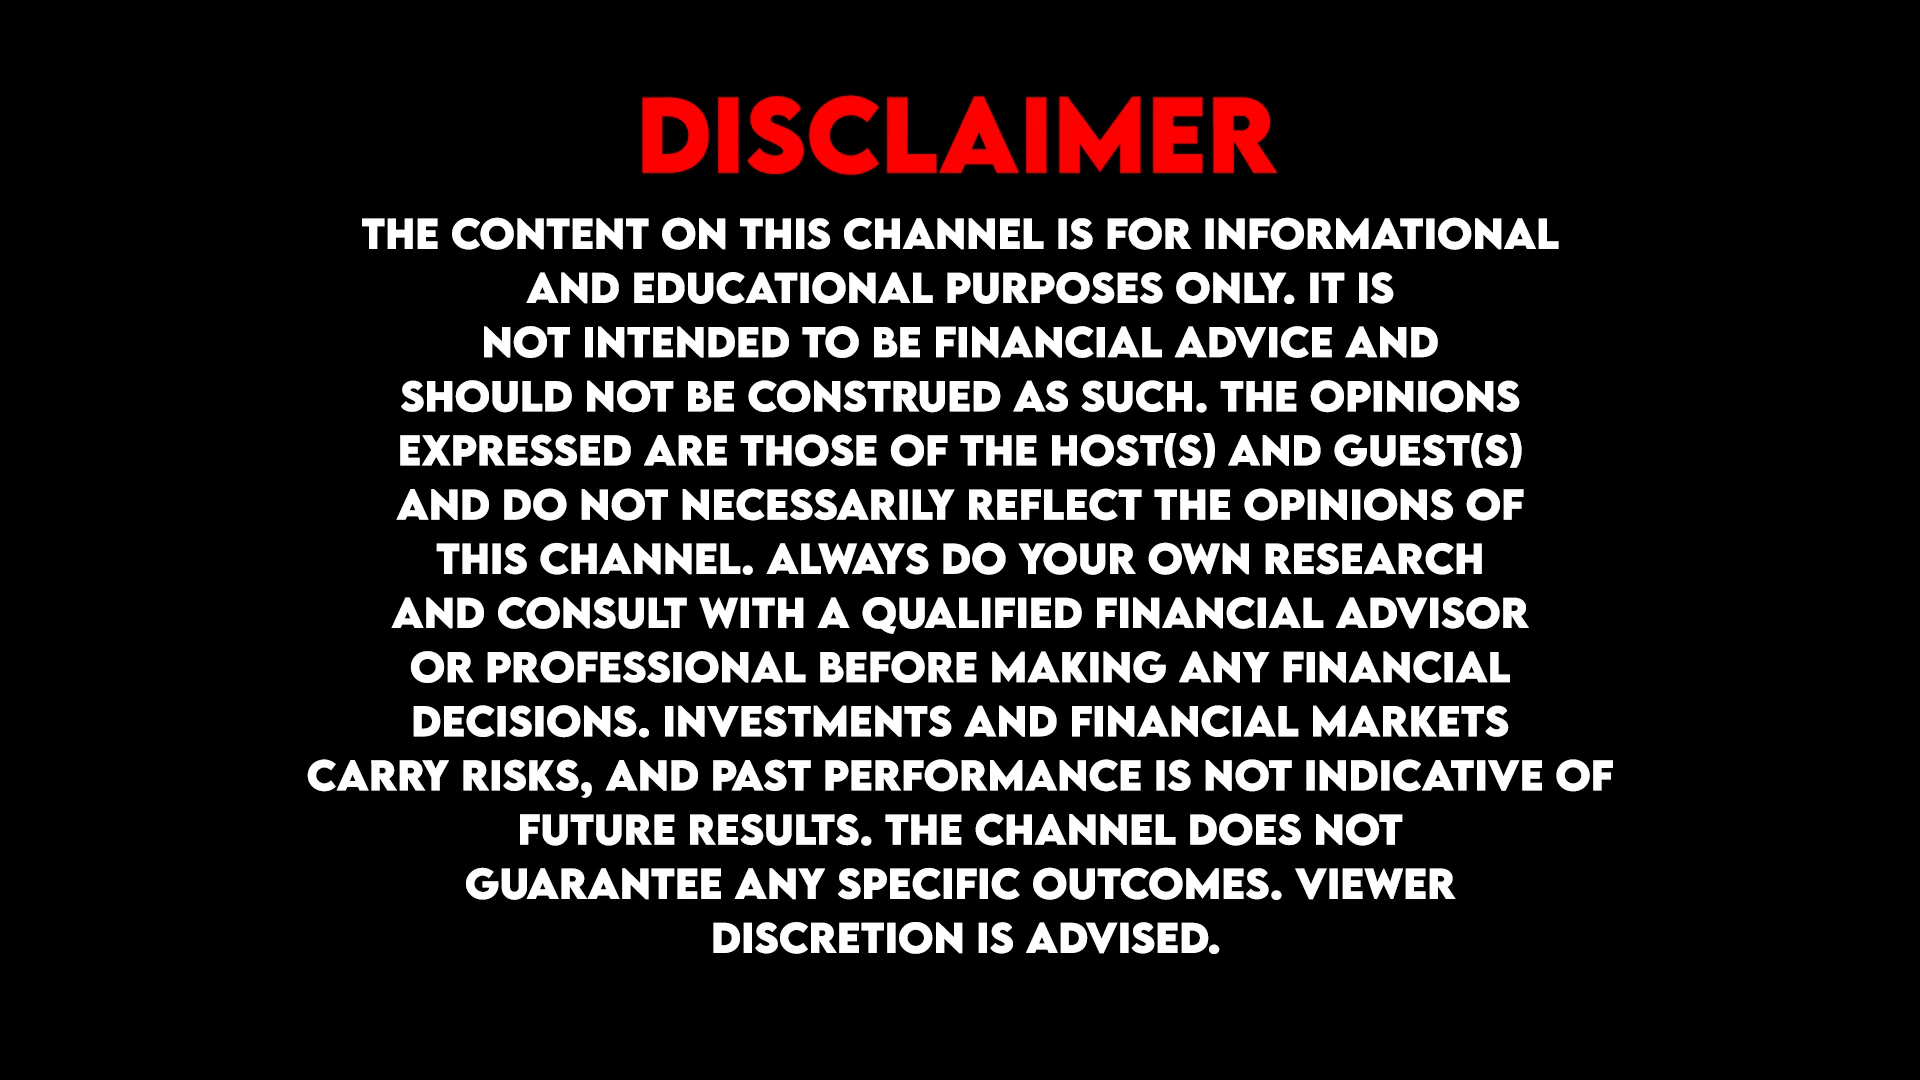 DISCLAIMER
THE CONTENT ON THIS CHANNEL IS FOR INFORMATIONAL
AND EDUCATIONAL PURPOSES ONLY. IT IS
NOT INTENDED TO BE FINANCIAL ADVICE AND
SHOULD NOT BE CONSTRUED AS SUCH. THE OPINIONS
EXPRESSED ARE THOSE OF THE HOST(S) AND GUEST(S)
AND DO NOT NECESSARILY REFLECT THE OPINIONS OF
THIS CHANNEL. ALWAYS DO YOUR OWN RESEARCH
AND CONSULT WITH A QUALIFIED FINANCIAL ADVISOR
OR PROFESSIONAL BEFORE MAKING ANY FINANCIAL
DECISIONS. INVESTMENTS AND FINANCIAL MARKETS
CARRY RISKS, AND PAST PERFORMANCE IS NOT INDICATIVE OF
FUTURE RESULTS. THE CHANNEL DOES NOT
GUARANTEE ANY SPECIFIC OUTCOMES. VIEWER
DISCRETION IS ADVISED.